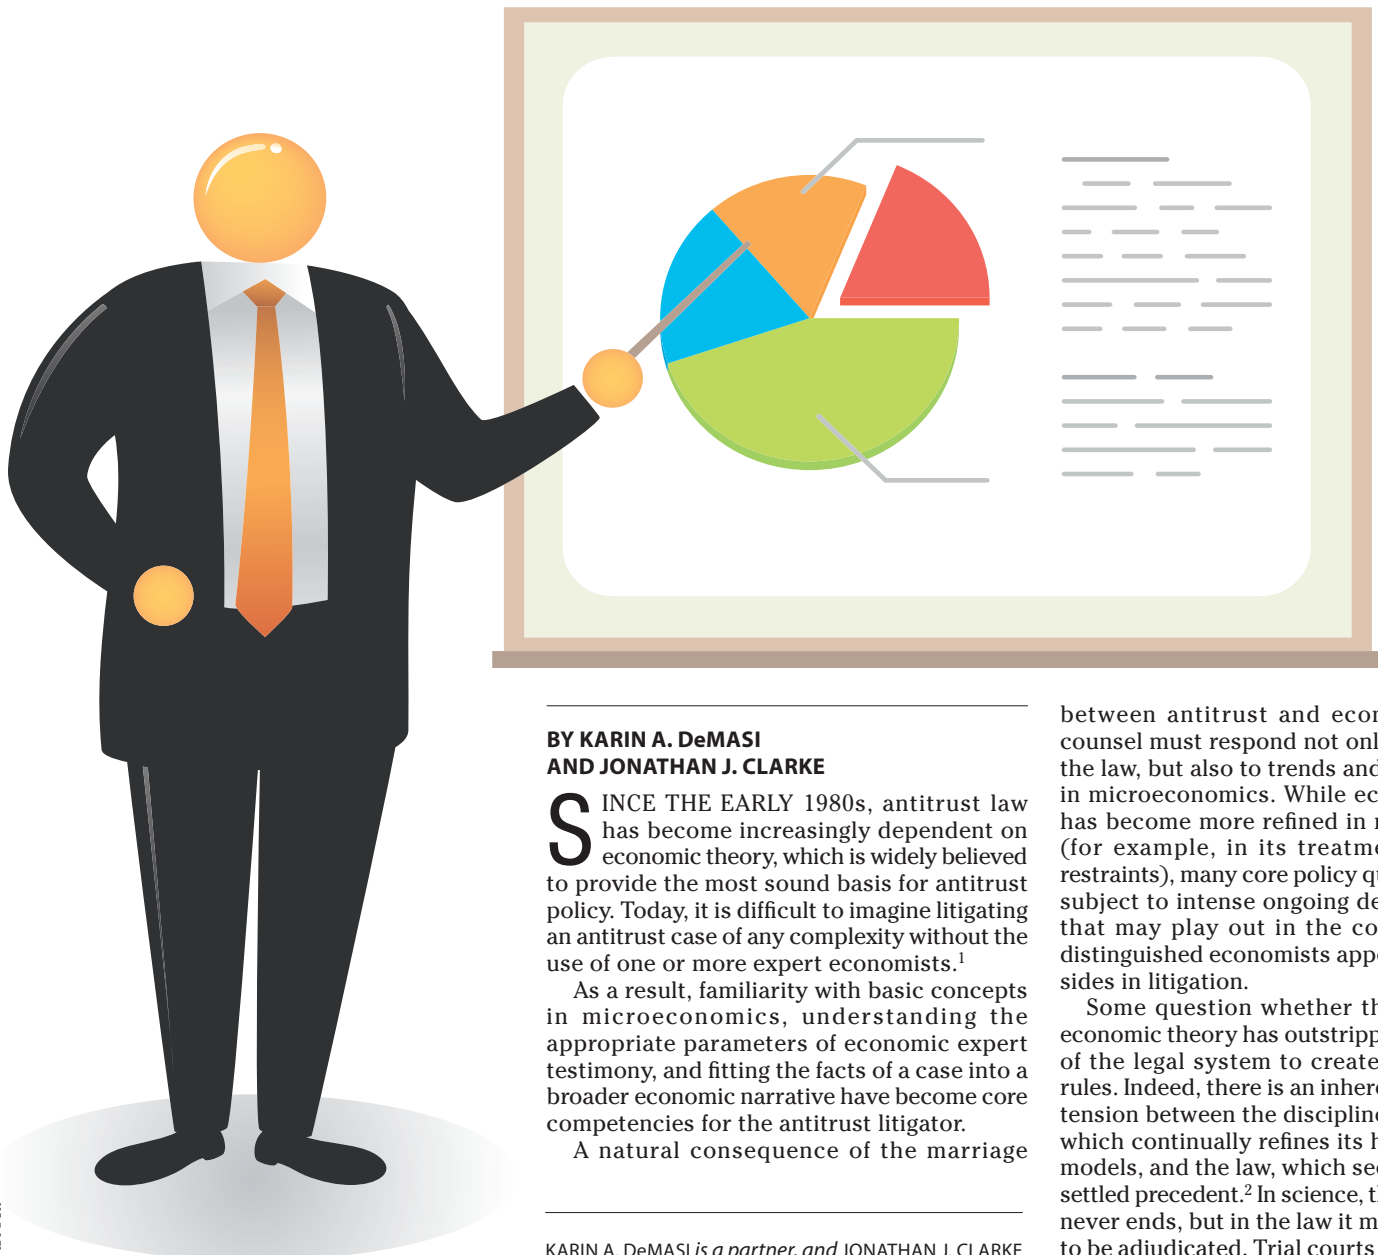 BY KARIN A. DeMASI
AND JONATHAN J. CLARKE
SINCE THE EARLY 1980s, antitrust law
has become increasingly dependent on
economic theory, which is widely believed
to provide the most sound basis for antitrust
policy. Today, it is difficult to imagine litigating
an antitrust case of any complexity without the
use of one or more expert economists.1
As a result, familiarity with basic concepts
in microeconomics, understanding the
appropriate parameters of economic expert
testimony, and fitting the facts of a case into a
broader economic narrative have become core
competencies for the antitrust litigator.
A natural consequence of the marriage
KARIN A. DeMASI is a partner, and JONATHAN J. CLARKE
between antitrust and
counsel must respond not
the law, but also to trends and
in microeconomics. While
has become more refined in
(for example, in its
restraints), many core policy
subject to intense ongoing
that may play out in the
distinguished economists
sides in litigation.
Some question whether
economic theory has
of the legal system to create
rules. Indeed, there is an
tension between the
which continually refines its
models, and the law, which
settled precedent.2 In science,
never ends, but in the law it
to be adjudicated. Trial courts